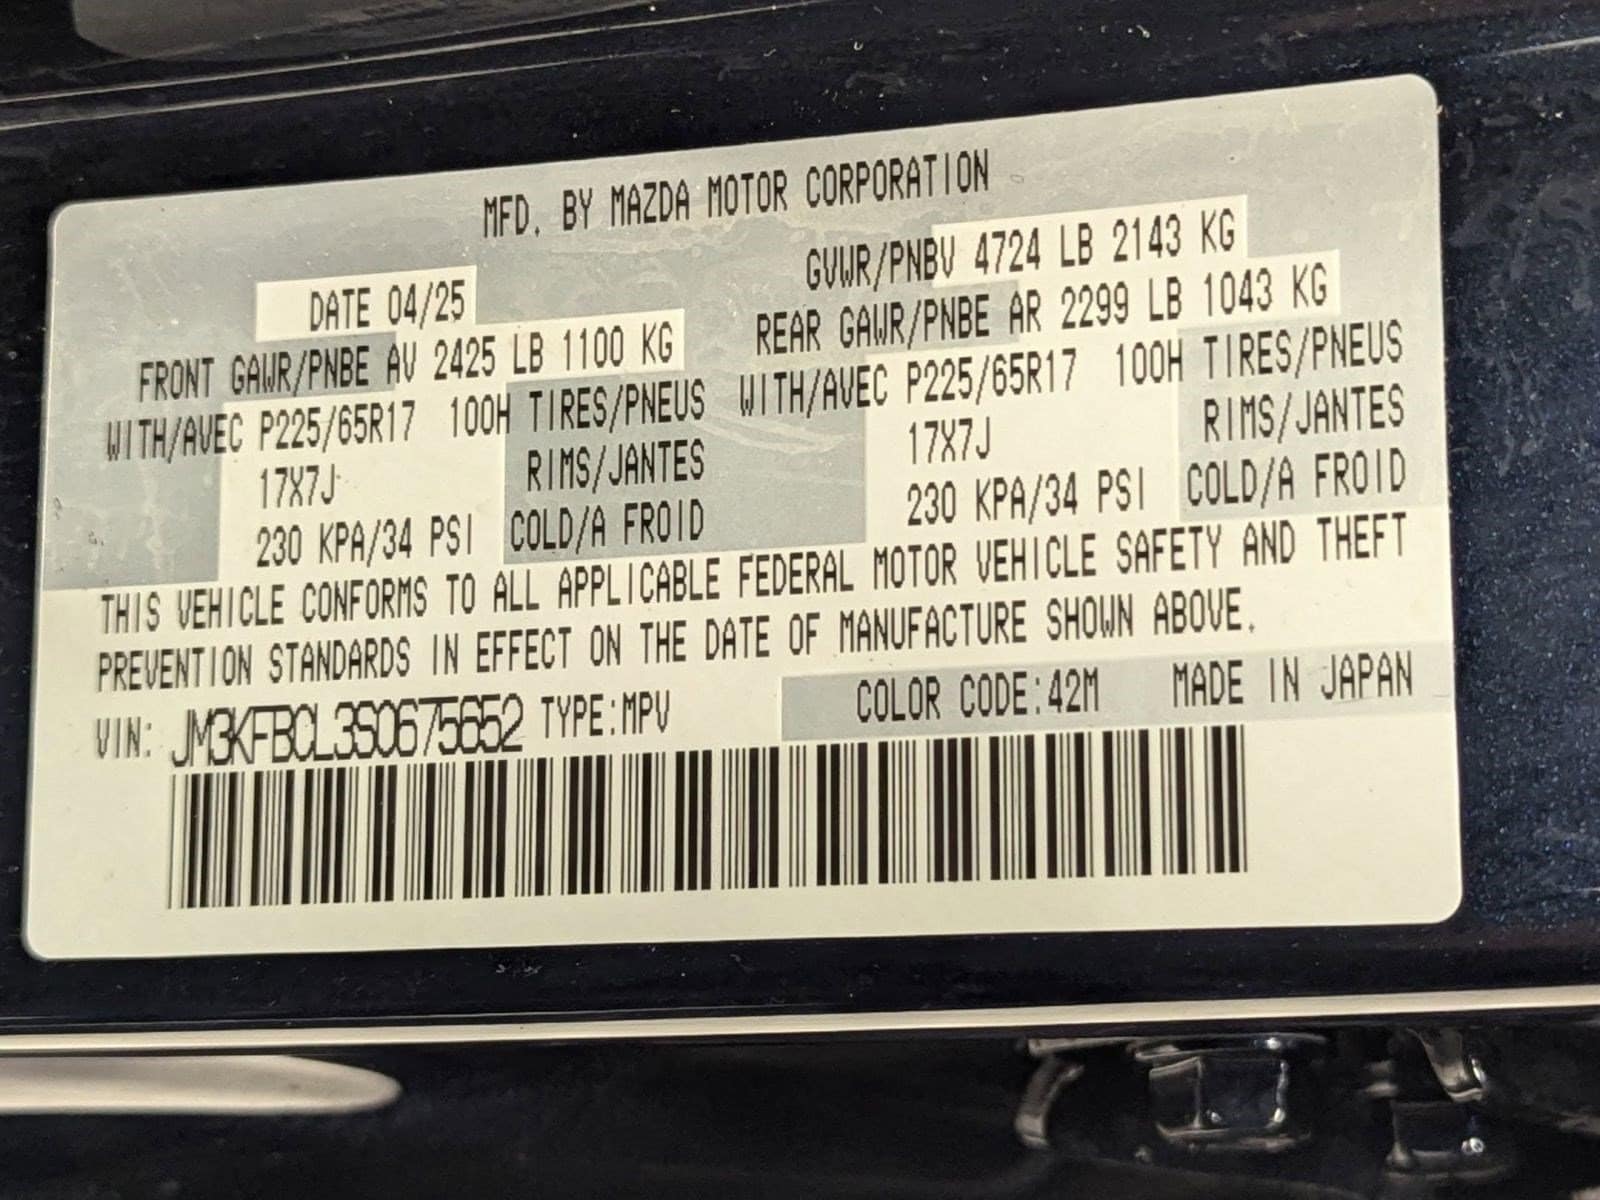 MFD. BY MAZDA MOTOR CORPORATION
DATE 04/25 GVWR/PNBV 4724 LB 2143 KG
FRONT GAWR/PNBE AV 2425 LB 1100 KG REAR GAWR/PNBE AR 2299 LB 1043 KG
WITH/AVEC P225/65R17 100H TIRES/PNEUS WITH/AVEC P225/65R17 100H TIRES/PNEUS
17X7J RIMS/JANTES 17X7J RIMS/JANTES
230 KPA/34 PSI COLD/A FROID 230 KPA/34 PSI COLD/A FROID
THIS VEHICLE CONFORMS TO ALL APPLICABLE FEDERAL MOTOR VEHICLE SAFETY AND THEFT
PREVENTION STANDARDS IN EFFECT ON THE DATE OF MANUFACTURE SHOWN ABOVE.
VIN: JM3KFBCL3S0675652 TYPE:MPV COLOR CODE:42M MADE IN JAPAN